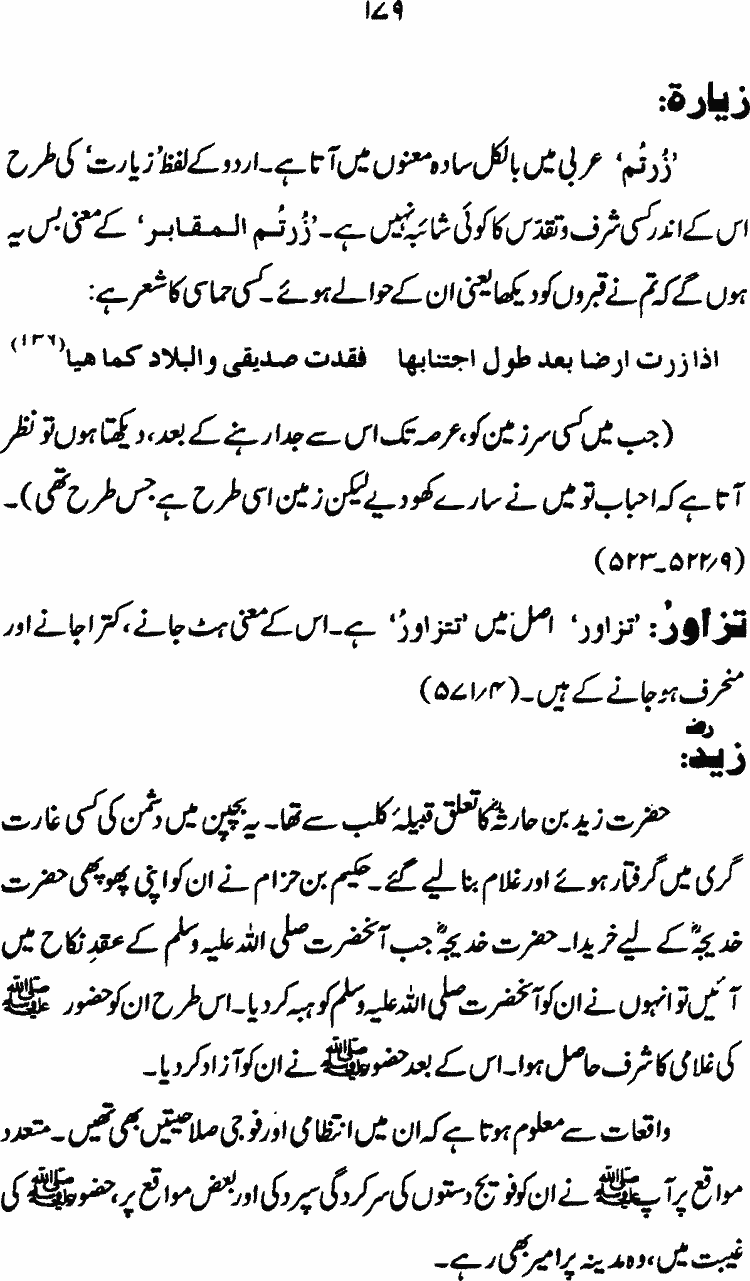 ۱۷۹
زیارۃ:
’زُرتُم‘ عربی میں بالکل سادہ معنوں میں آتا ہے۔ اردو کے لفظ ’زیارت‘ کی طرح
اس کے اندر کسی شرف و تقدّس کا کوئی شائبہ نہیں ہے۔ ’زُرتُم المقابر‘ کے معنی بس یہ
ہوں گے کہ تم نے قبروں کو دیکھا یعنی ان کے حوالے ہوئے۔ کسی حماسی کا شعر ہے:
اذا زرت ارضا بعد طول اجتنابھا فقدت صدیقی والبلاد کما ھیا(۱۳۶)
(جب میں کسی سرزمین کو، عرصہ تک اس سے جدا رہنے کے بعد، دیکھتا ہوں تو نظر
آتا ہے کہ احباب تو میں نے سارے کھو دیے لیکن زمین اسی طرح ہے جس طرح تھی)۔
(۹/۵۲۲۔۵۲۳)
تزاورُ: ’تزاور‘ اصل میں ’تتزاورُ‘ ہے۔ اس کے معنی ہٹ جانے، کترا جانے اور
منحرف ہو جانے کے ہیں۔ (۴/۵۷۱)
زیدؓ:
حضرت زید بن حارثہؓ کا تعلق قبیلۂ کلب سے تھا۔ یہ بچپن میں دشمن کی کسی غارت
گری میں گرفتار ہوئے اور غلام بنا لیے گئے۔ حکیم بن حزام نے ان کو اپنی پھوپھی حضرت
خدیجہؓ کے لیے خریدا۔ حضرت خدیجہؓ جب آنحضرت صلی اللہ علیہ وسلم کے عقدِ نکاح میں
آئیں تو انہوں نے ان کو آنحضرت صلی اللہ علیہ وسلم کو ہبہ کر دیا۔ اس طرح ان کو حضور ﷺ
کی غلامی کا شرف حاصل ہوا۔ اس کے بعد حضور ﷺ نے ان کو آزاد کر دیا۔
واقعات سے معلوم ہوتا ہے کہ ان میں انتظامی اور فوجی صلاحیتیں بھی تھیں۔ متعدد
مواقع پر آپ ﷺ نے ان کو فوجی دستوں کی سرکردگی سپرد کی اور بعض مواقع پر، حضور ﷺ کی
غیبت میں، وہ مدینہ پر امیر بھی رہے۔